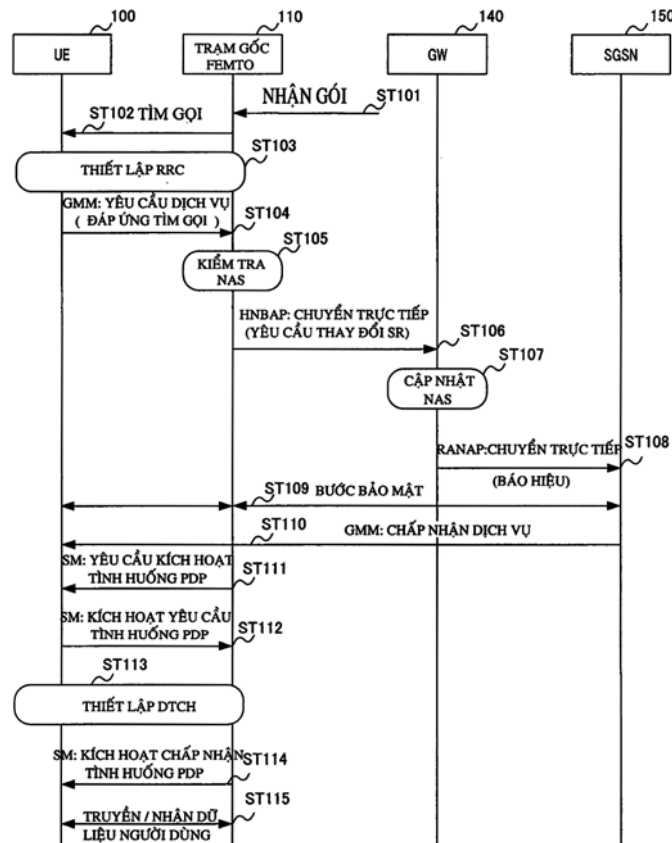 100
110
140
150
UE
TRẠM GỐC
FEMTO
GW
SGSN
NHẬN GÓI
ST101
ST102 TÌM GỌI
ST103
THIẾT LẬP RRC
GMM: YÊU CẦU DỊCH VỤ
( ĐÁP ỨNG TÌM GỌI )
ST104
ST105
KIỂM TRA
NAS
HNBAP: CHUYỂN TRỰC TIẾP
(YÊU CẦU THAY ĐỔI SR)
ST106
ST107
CẬP NHẬT
NAS
RANAP:CHUYỂN TRỰC TIẾP
ST108
(BÁO HIỆU)
ST109 BƯỚC BẢO MẬT
ST110
GMM: CHẤP NHẬN DỊCH VỤ
SM: YÊU CẦU KÍCH HOẠT
TÌNH HUỐNG PDP
ST111
SM: KÍCH HOẠT YÊU CẦU
TÌNH HUỐNG PDP
ST112
ST113
THIẾT LẬP DTCH
SM: KÍCH HOẠT CHẤP NHẬN
TÌNH HUỐNG PDP
ST114
ST115
TRUYỀN / NHẬN DỮ
LIỆU NGƯỜI DÙNG